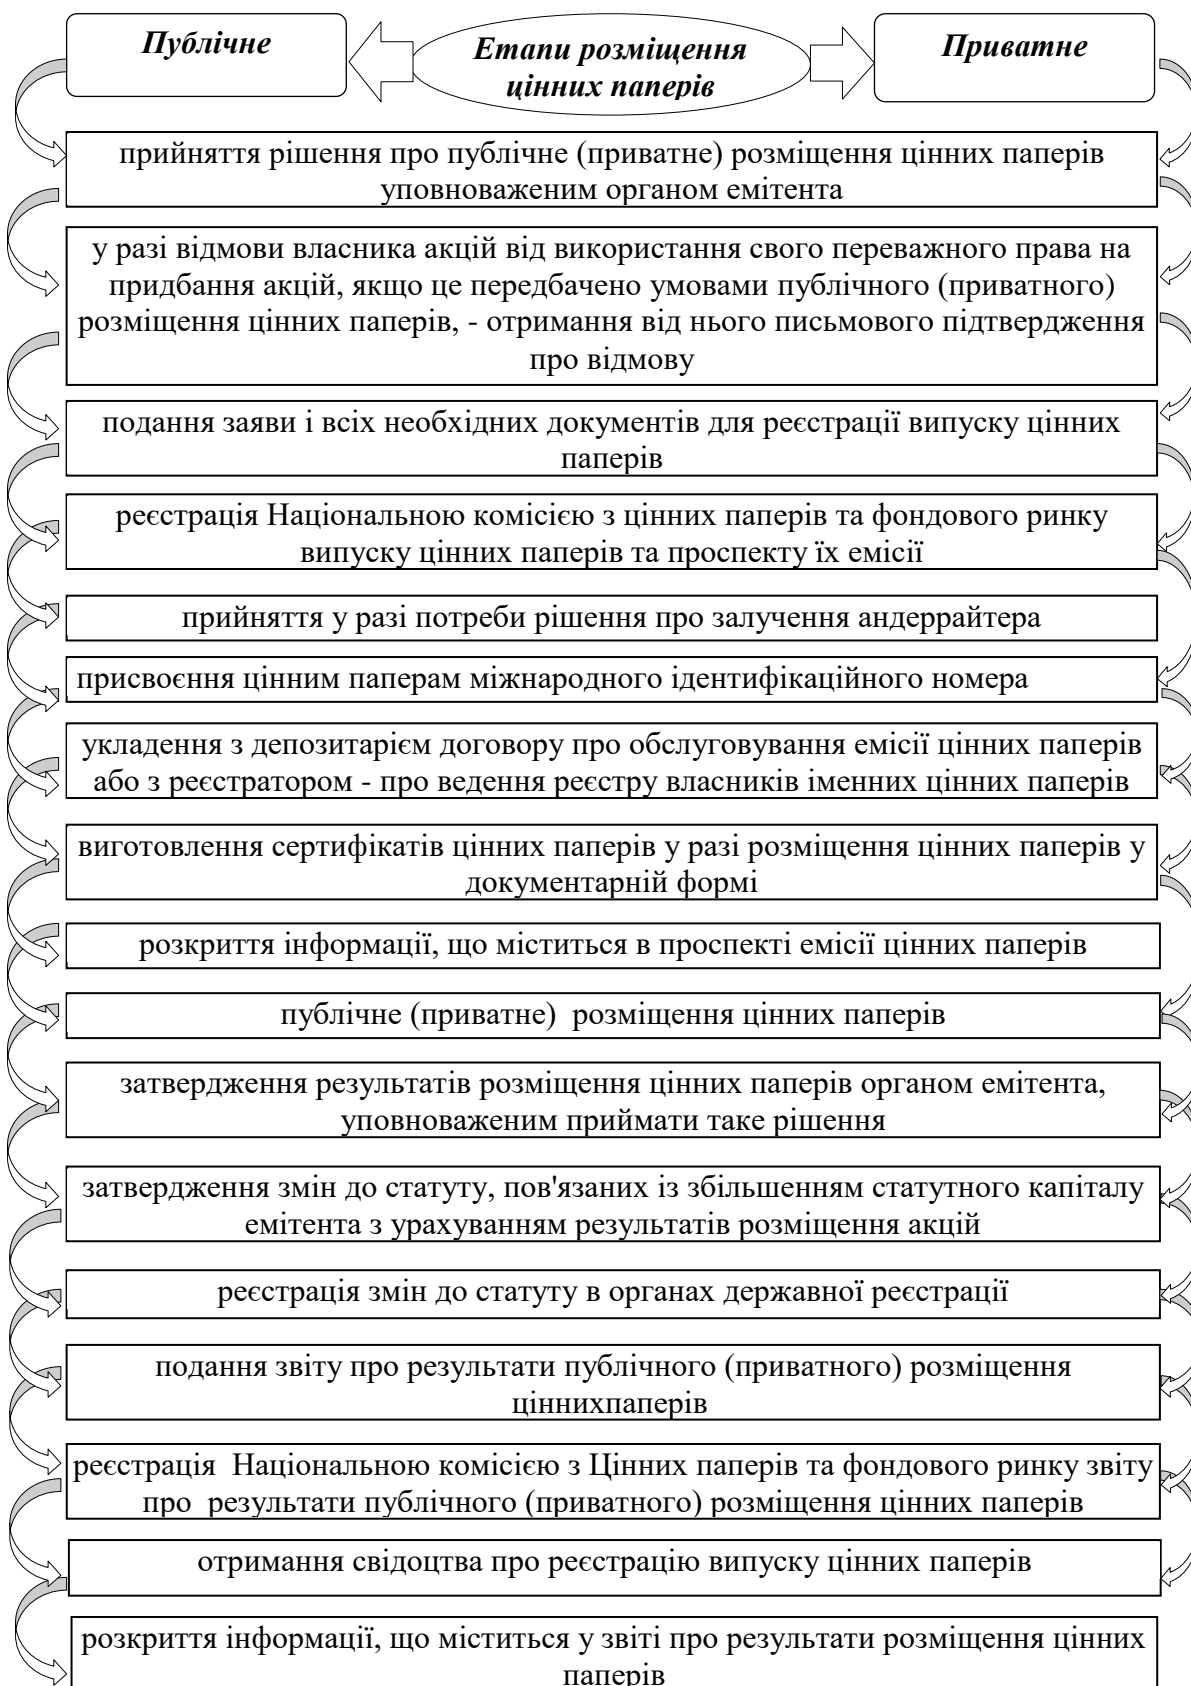 Публічне
Етапи розміщення
цінних паперів
Приватне
прийняття рішення про публічне (приватне) розміщення цінних паперів
уповноваженим органом емітента
у разі відмови власника акцій від використання свого переважного права на
придбання акцій, якщо це передбачено умовами публічного (приватного)
розміщення цінних паперів, - отримання від нього письмового підтвердження
про відмову
подання заяви і всіх необхідних документів для реєстрації випуску цінних
паперів
реєстрація Національною комісією з цінних паперів та фондового ринку
випуску цінних паперів та проспекту їх емісії
прийняття у разі потреби рішення про залучення андеррайтера
присвоєння цінним паперам міжнародного ідентифікаційного номера
укладення з депозитарієм договору про обслуговування емісії цінних паперів
або з реєстратором - про ведення реєстру власників іменних цінних паперів
виготовлення сертифікатів цінних паперів у разі розміщення цінних паперів у
документарній формі
розкриття інформації, що міститься в проспекті емісії цінних паперів
публічне (приватне) розміщення цінних паперів
затвердження результатів розміщення цінних паперів органом емітента,
уповноваженим приймати таке рішення
затвердження змін до статуту, пов'язаних із збільшенням статутного капіталу
емітента з урахуванням результатів розміщення акцій
реєстрація змін до статуту в органах державної реєстрації
подання звіту про результати публічного (приватного) розміщення
ціннихпаперів
реєстрація Національною комісією з Цінних паперів та фондового ринку звіту
про результати публічного (приватного) розміщення цінних паперів
отримання свідоцтва про реєстрацію випуску цінних паперів
розкриття інформації, що міститься у звіті про результати розміщення цінних
паперів